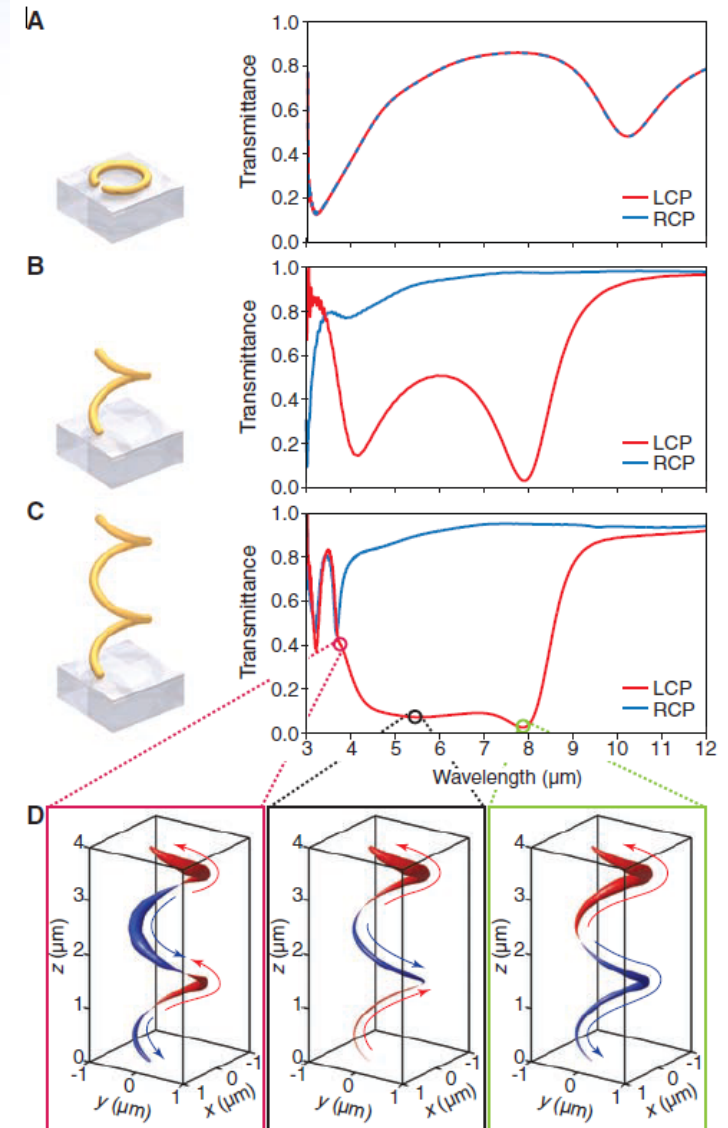 A
Transmittance
1.0
0.8
0.6
0.4
0.2
0.0
LCP
RCP
B
Transmittance
1.0
0.8
0.6
0.4
0.2
0.0
LCP
RCP
C
Transmittance
1.0
0.8
0.6
0.4
0.2
0.0
LCP
RCP
3 4 5 6 7 8 9 10 11 12
Wavelength (µm)
D
4
3
2
1
0
z (µm)
-1 0 1
y (µm)
1 0 -1
x (µm)
4
3
2
1
0
z (µm)
-1 0 1
y (µm)
1 0 -1
x (µm)
4
3
2
1
0
z (µm)
-1 0 1
y (µm)
1 0 -1
x (µm)